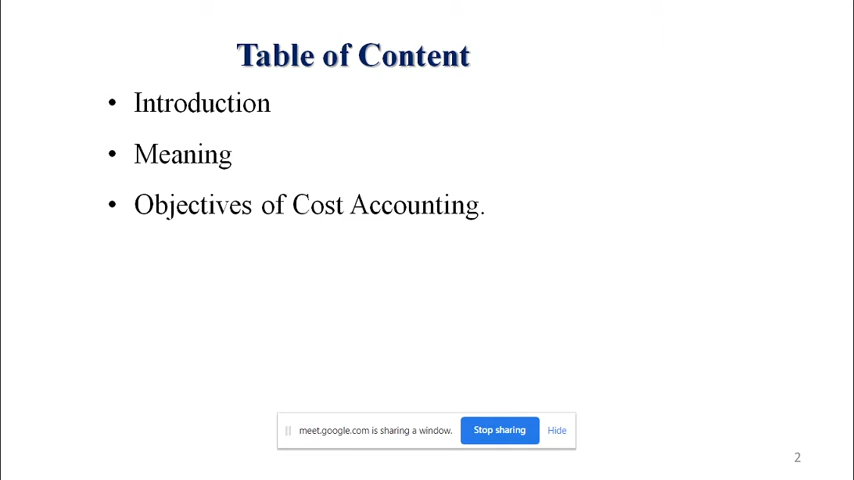 Table of Content
• Introduction
• Meaning
• Objectives of Cost Accounting.
meet.google.com is sharing a window. Stop sharing Hide
2